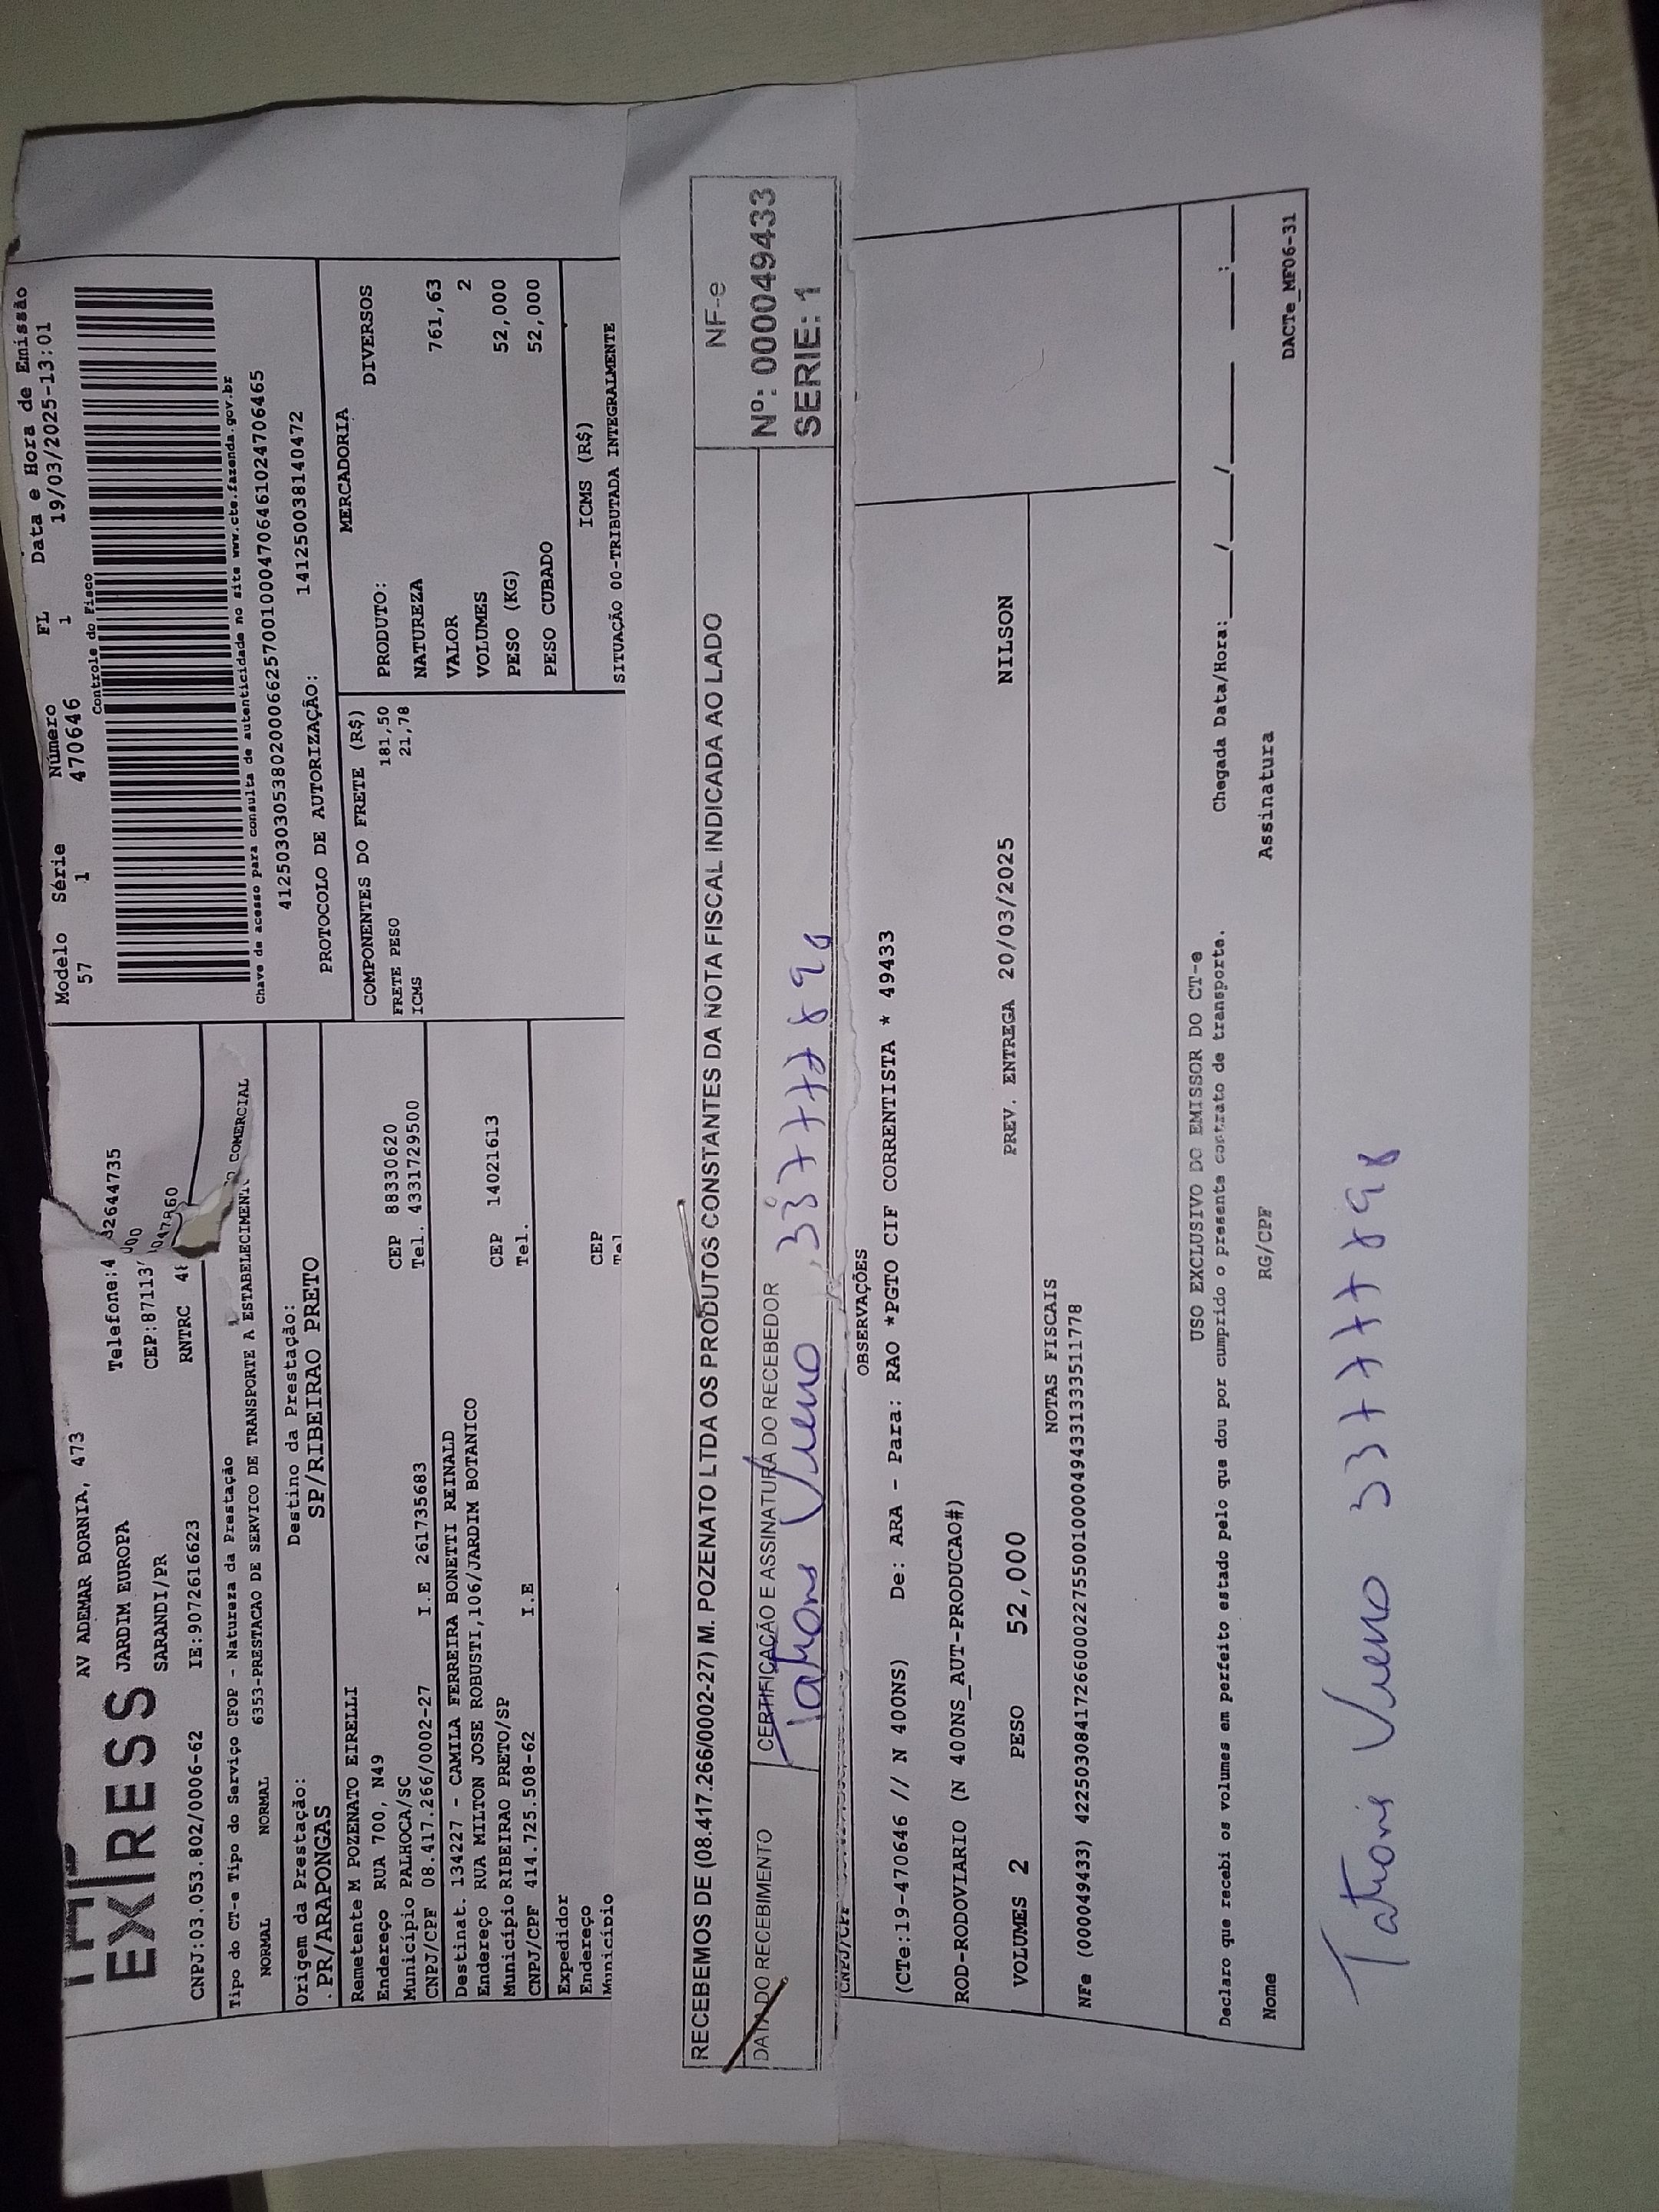 EXPRESS
AV ADEMAR BORNIA, 473
JARDIM EUROPA
SARANDI/PR
Telefone:4 32644735
CEP:87113
CNPJ:03.053.802/0006-62 IE:9072616623 RNTRC
Tipo do CT-e Tipo do Serviço CFOP - Natureza da Prestação
NORMAL NORMAL 6353-PRESTACAO DE SERVICO DE TRANSPORTE A ESTABELECIMENTO COMERCIAL
Origem da Prestação: Destino da Prestação:
.PR/ARAPONGAS SP/RIBEIRAO PRETO
Remetente M POZENATO EIRELLI
Endereço RUA 700, N49 CEP 88330620
Município PALHOCA/SC Tel. 4331729500
CNPJ/CPF 08.417.266/0002-27 I.E 261735683
Destinat. 134227 - CAMILA FERREIRA BONETTI REINALD
Endereço RUA MILTON JOSE ROBUSTI,106/JARDIM BOTANICO
Município RIBEIRAO PRETO/SP CEP 14021613
CNPJ/CPF 414.725.508-62 I.E Tel.
Expedidor
Endereço CEP
Município Tel
Modelo Série Número FL Data e Hora de Emissão
57 1 470646 1 19/03/2025-13:01
Controle do Fisco
Chave de acesso para consulta de autenticidade no site www.cte.fazenda.gov.br
41250303053802000662570010004706461024706465
PROTOCOLO DE AUTORIZAÇÃO: 141250038140472
COMPONENTES DO FRETE (R$)
FRETE PESO 181,50
ICMS 21,78
MERCADORIA
PRODUTO: DIVERSOS
NATUREZA
VALOR 761,63
VOLUMES 2
PESO (KG) 52,000
PESO CUBADO 52,000
ICMS (R$)
SITUAÇÃO 00-TRIBUTADA INTEGRALMENTE
RECEBEMOS DE (08.417.266/0002-27) M. POZENATO LTDA OS PRODUTOS CONSTANTES DA NOTA FISCAL INDICADA AO LADO
DATA DO RECEBIMENTO CERTIFICAÇÃO E ASSINATURA DO RECEBEDOR
NF-e
Nº: 000049433
SERIE: 1
CNPJ/CPF
OBSERVAÇÕES
(CTe:19-470646 // N 400NS) De: ARA - Para: RAO *PGTO CIF CORRENTISTA * 49433
ROD-RODOVIARIO (N 400NS_AUT-PRODUCAO#)
VOLUMES 2 PESO 52,000 PREV. ENTREGA 20/03/2025 NILSON
NOTAS FISCAIS
NFe (000049433) 42250308417266000227550010000494331333511778
USO EXCLUSIVO DO EMISSOR DO CT-e
Declaro que recebi os volumes em perfeito estado pelo que dou por cumprido o presente contrato de transporte. Chegada Data/Hora:____/____/____ ___:___
Nome RG/CPF Assinatura
DACTe_MF06-31